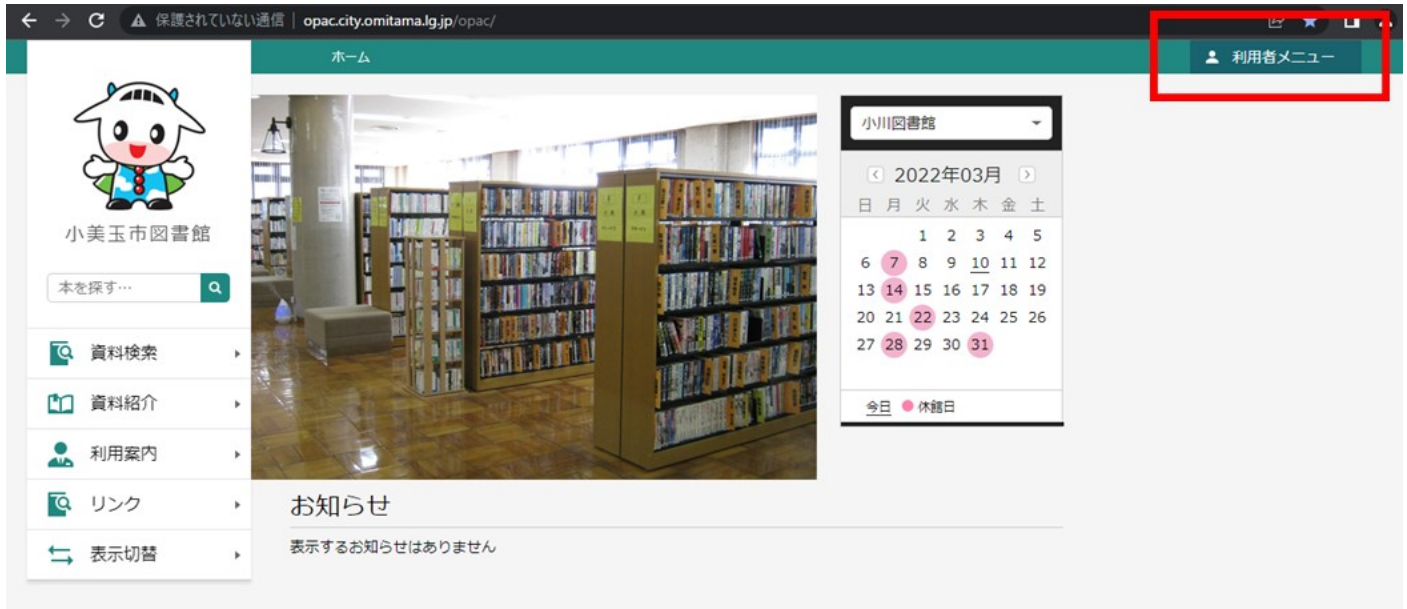 保護されていない通信 | opac.city.omitama.lg.jp/opac/
ホーム
利用者メニュー
小美玉市図書館
本を探す…
資料検索
資料紹介
利用案内
リンク
表示切替
小川図書館
2022年03月
日 月 火 水 木 金 土
1 2 3 4 5
6 7 8 9 10 11 12
13 14 15 16 17 18 19
20 21 22 23 24 25 26
27 28 29 30 31
今日 休館日
お知らせ
表示するお知らせはありません